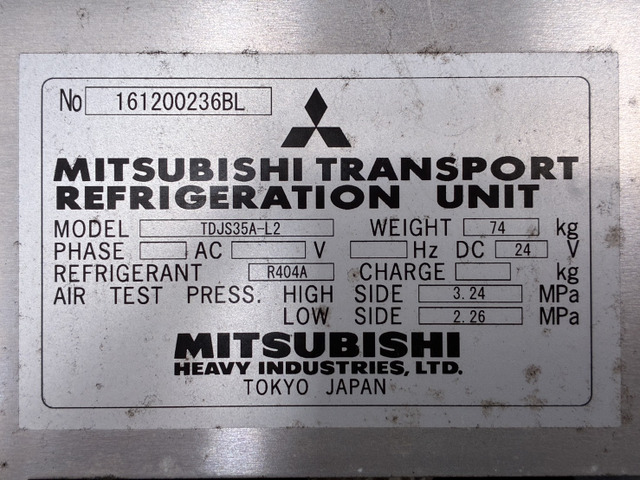 No 161200236BL
MITSUBISHI TRANSPORT
REFRIGERATION UNIT
MODEL TDJS35A-L2 WEIGHT 74 kg
PHASE AC V Hz DC 24 V
REFRIGERANT R404A CHARGE kg
AIR TEST PRESS. HIGH SIDE 3.24 MPa
LOW SIDE 2.26 MPa
MITSUBISHI
HEAVY INDUSTRIES, LTD.
TOKYO JAPAN